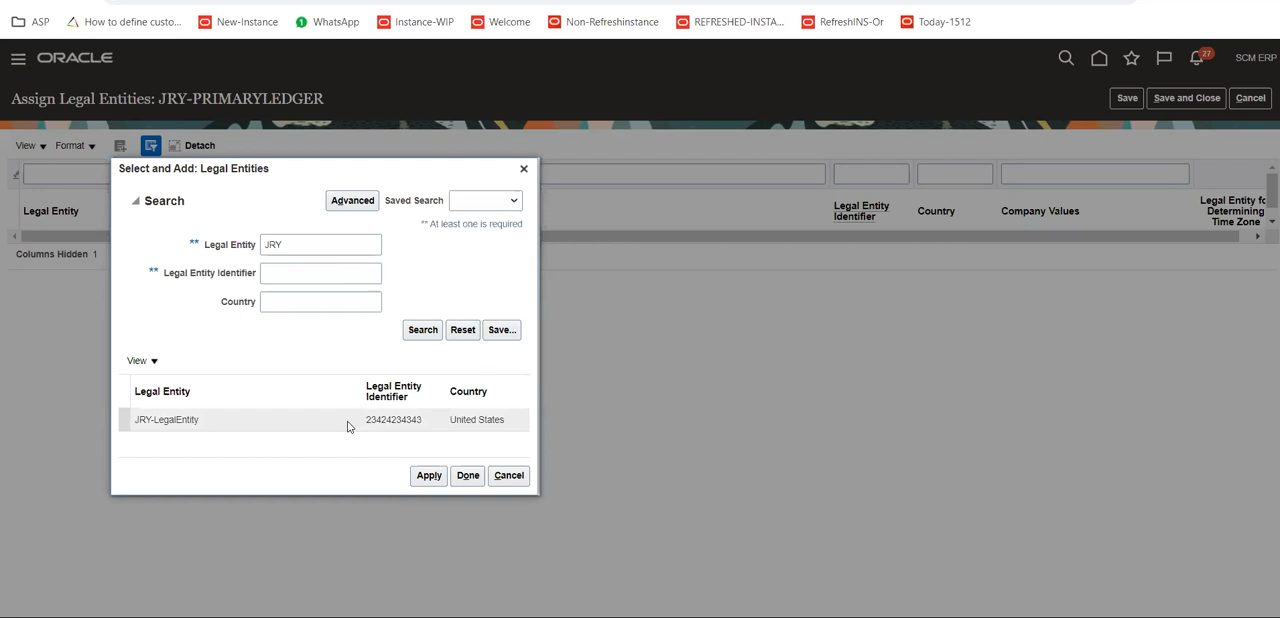 ASP How to define custo... New-Instance WhatsApp Instance-WIP Welcome Non-Refreshinstance REFRESHED-INSTA... RefreshINS-Or Today-1512
ORACLE 27 SCM ERP
Assign Legal Entities: JRY-PRIMARYLEDGER Save Save and Close Cancel
View Format Detach
Select and Add: Legal Entities
Search Advanced Saved Search
** At least one is required
** Legal Entity JRY
** Legal Entity Identifier
Country
Search Reset Save...
View
Legal Entity Legal Entity Identifier Country
JRY-LegalEntity 23424234343 United States
Apply Done Cancel
Legal Entity Legal Entity Identifier Country Company Values Legal Entity fo Determining Time Zone
Columns Hidden 1